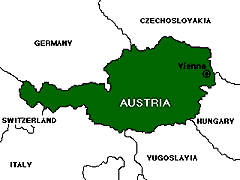 CZECHOSLOVAKIA
GERMANY
Vienna
AUSTRIA
SWITZERLAND
HUNGARY
ITALY
YUGOSLAVIA